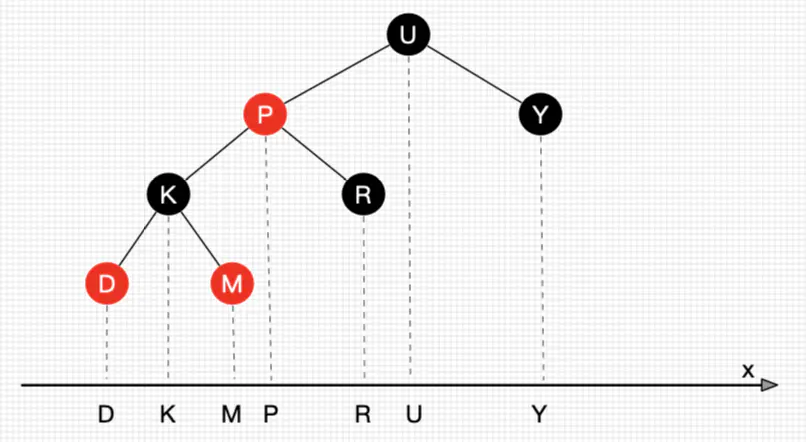 U
P Y
K R
D M
x
D K M P R U Y